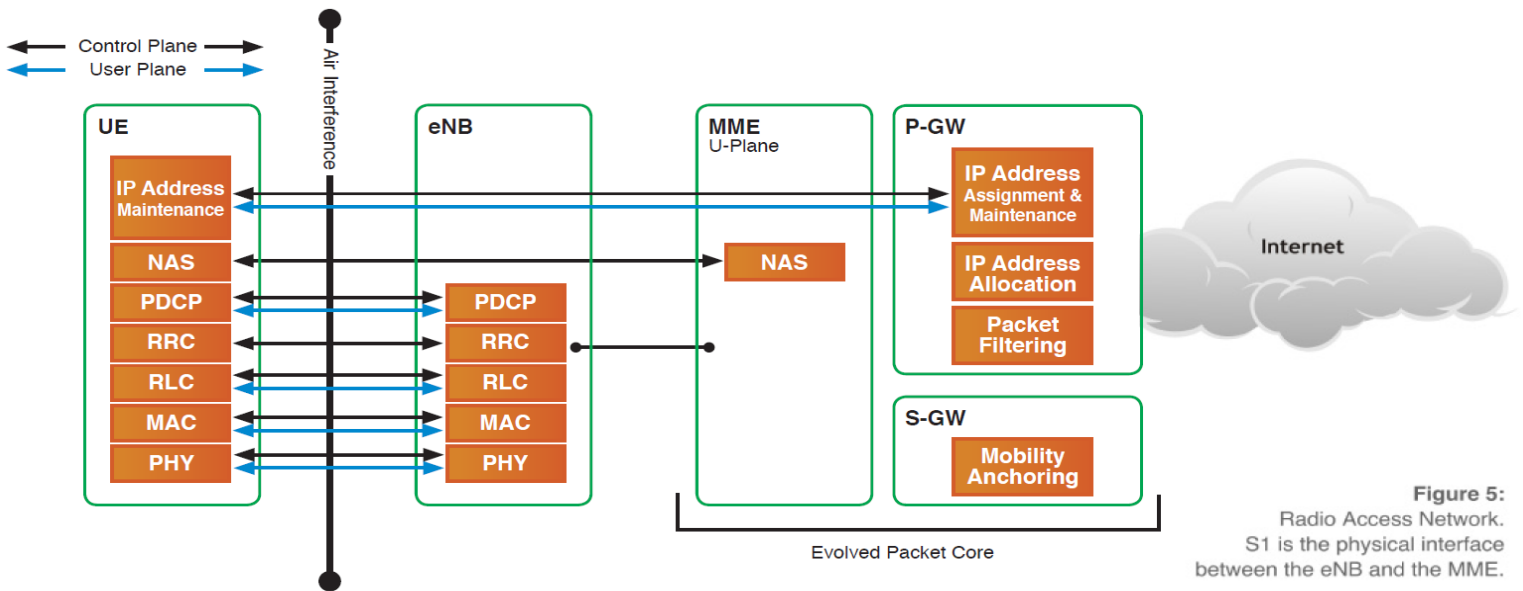 Control Plane
User Plane
Air Interference
UE
IP Address
Maintenance
NAS
PDCP
RRC
RLC
MAC
PHY
eNB
PDCP
RRC
RLC
MAC
PHY
MME
U-Plane
NAS
P-GW
IP Address
Assignment &
Maintenance
IP Address
Allocation
Packet
Filtering
S-GW
Mobility
Anchoring
Internet
Evolved Packet Core
Figure 5:
Radio Access Network.
S1 is the physical interface
between the eNB and the MME.